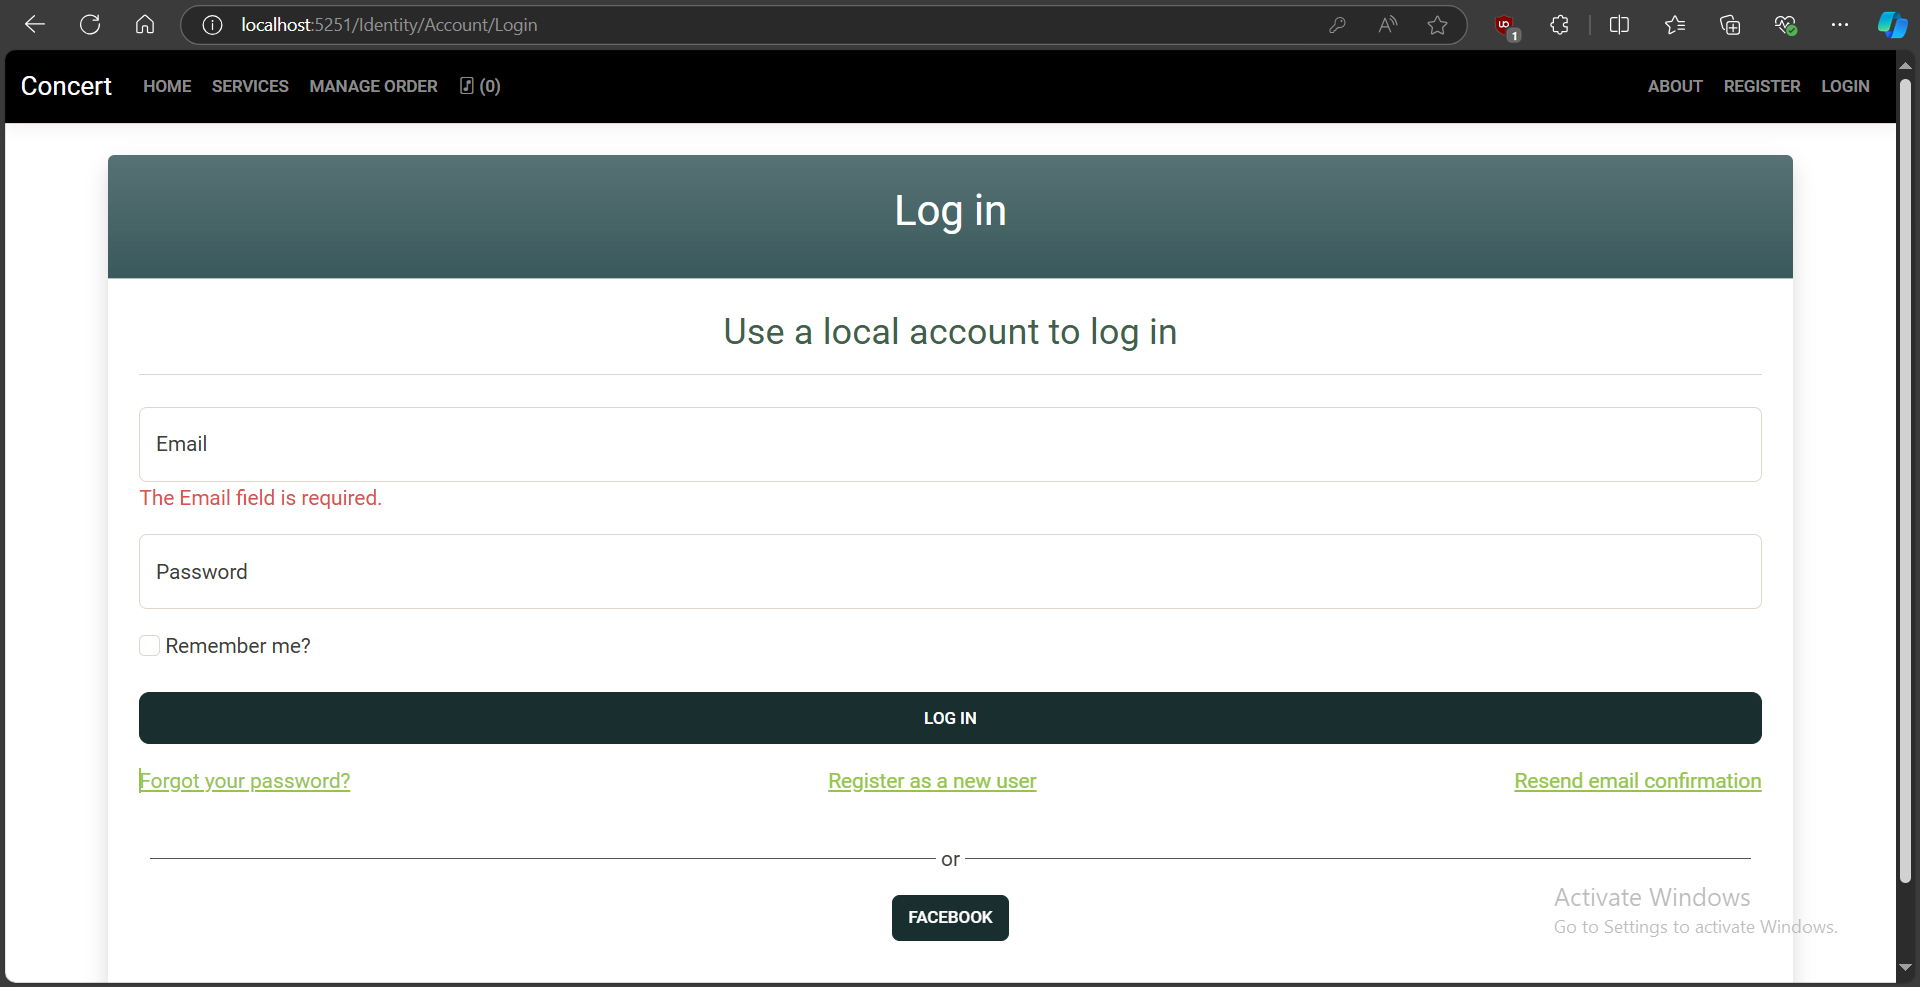 localhost:5251/Identity/Account/Login
1
Concert HOME SERVICES MANAGE ORDER (0) ABOUT REGISTER LOGIN
Log in
Use a local account to log in
Email
The Email field is required.
Password
Remember me?
LOG IN
Forgot your password? Register as a new user Resend email confirmation
or
FACEBOOK
Activate Windows
Go to Settings to activate Windows.